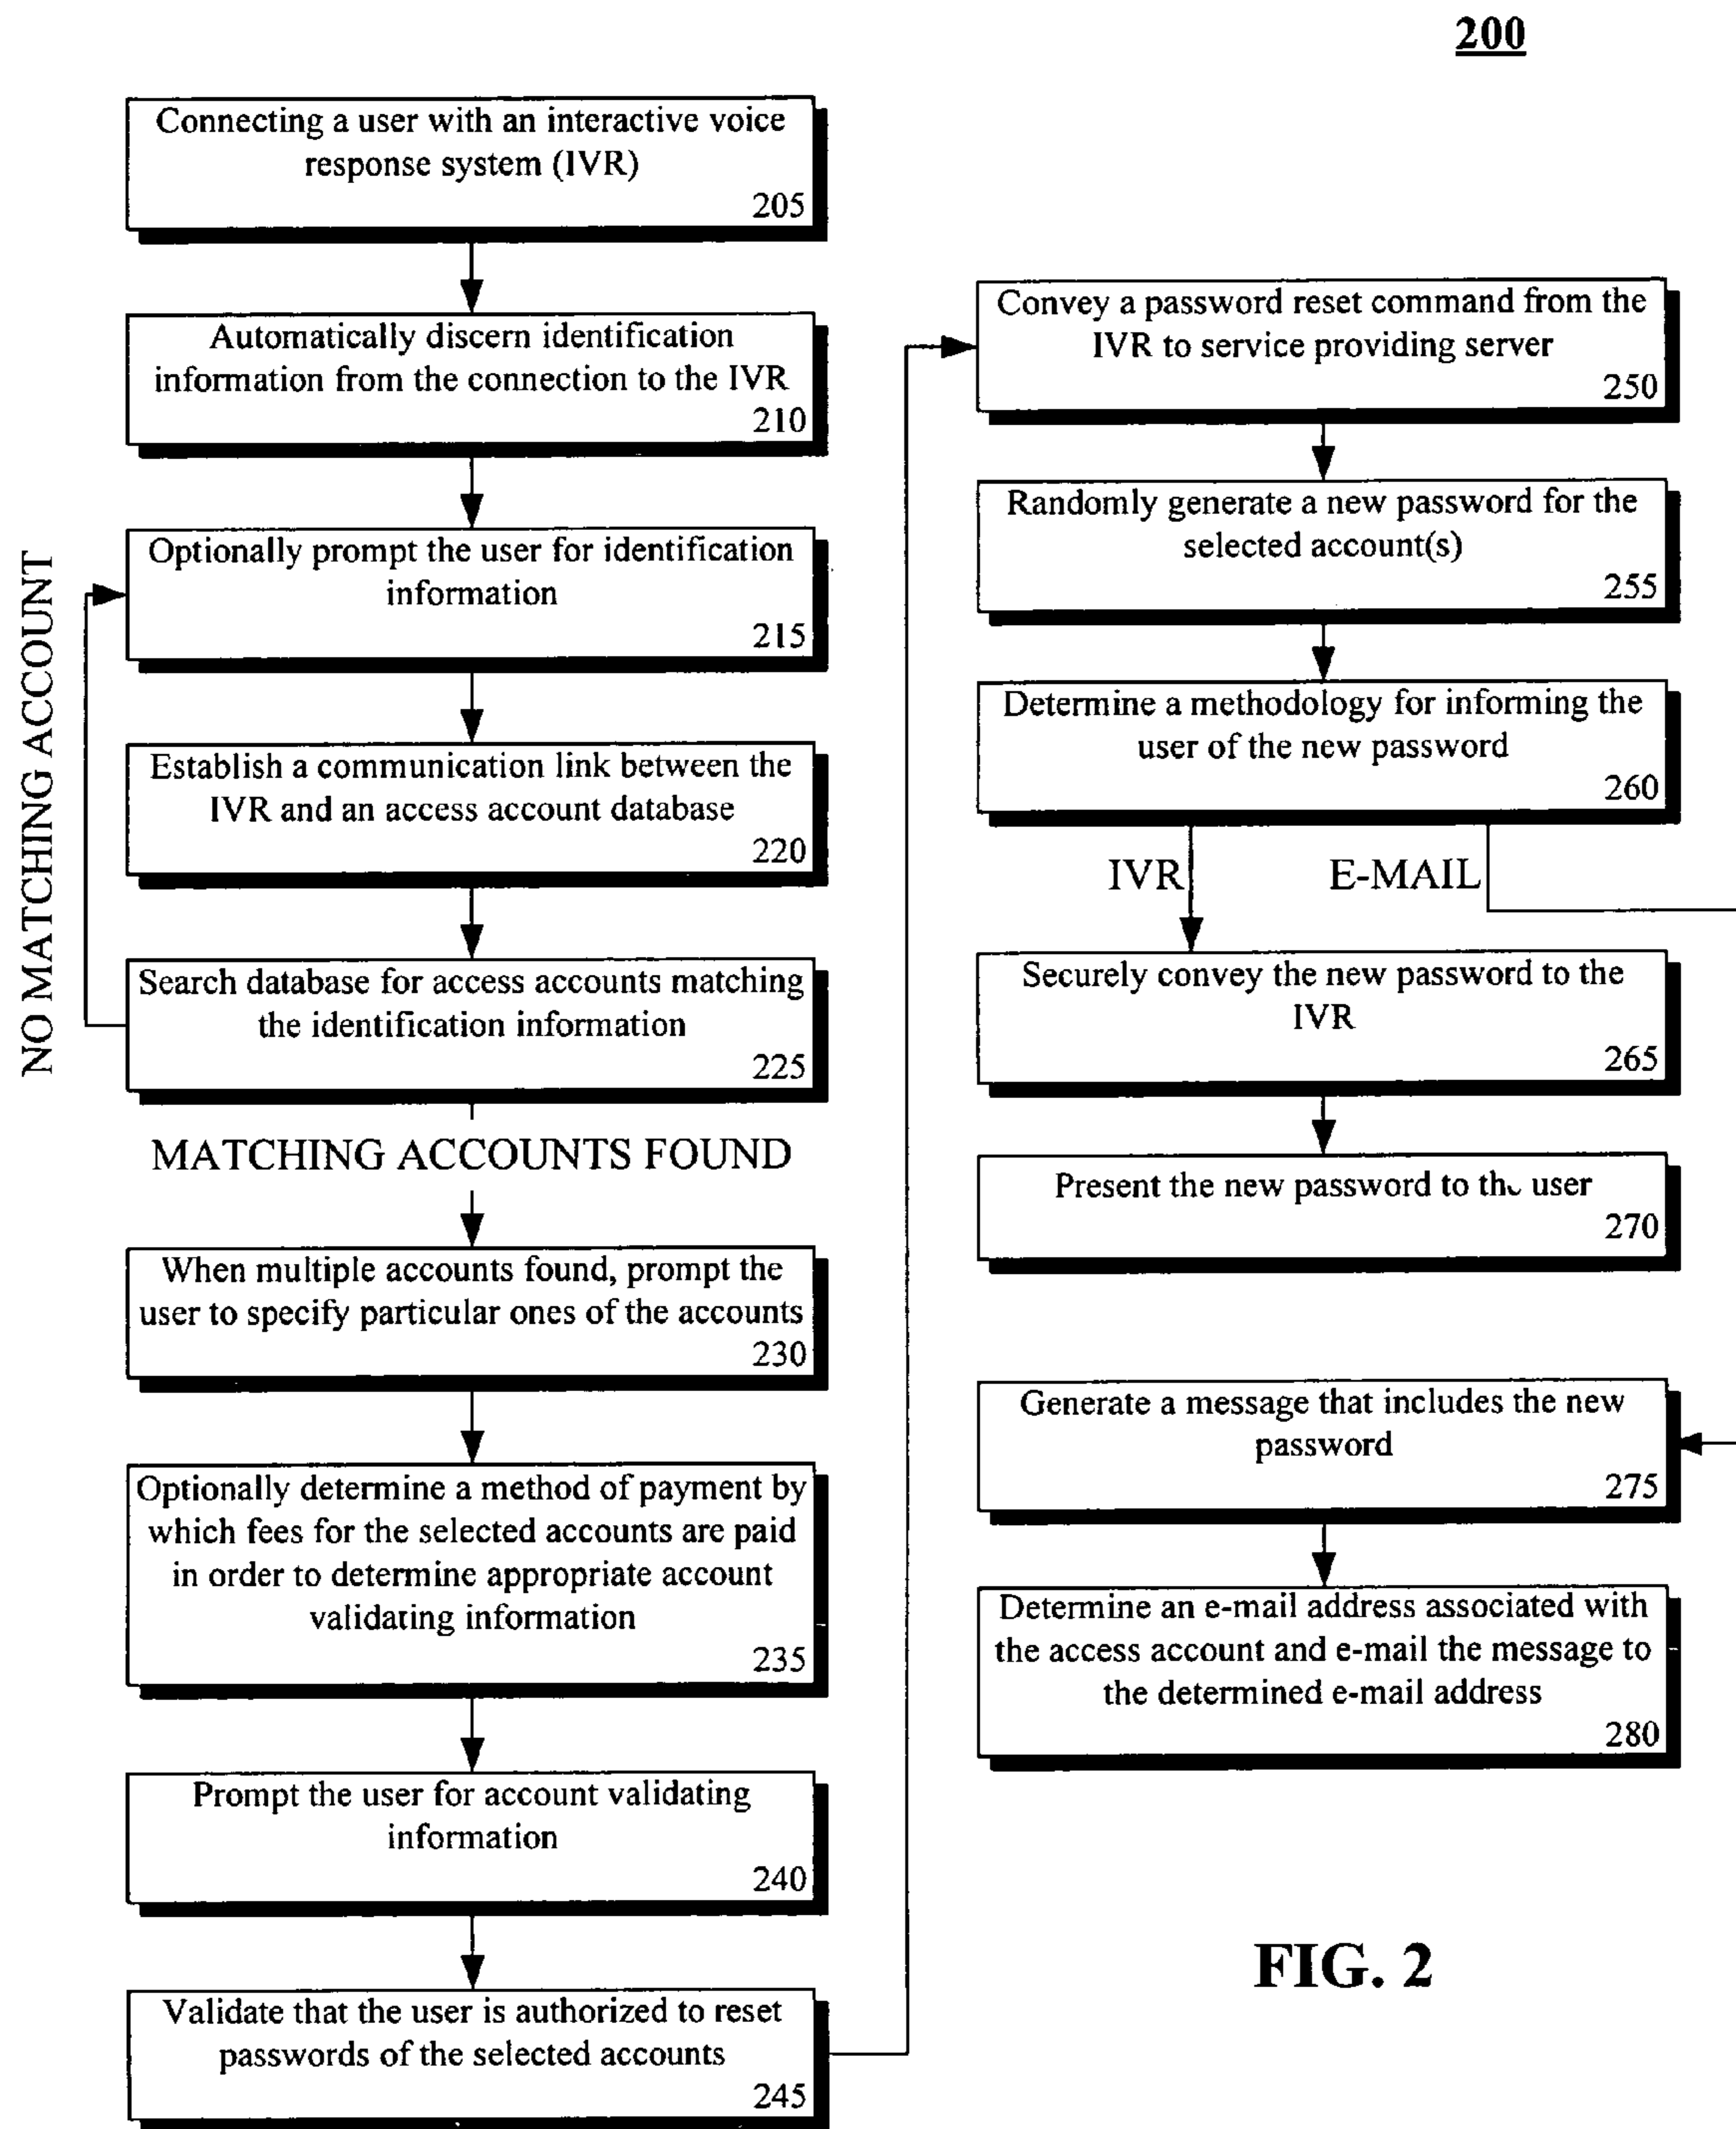 200
Connecting a user with an interactive voice
response system (IVR)
205
Automatically discern identification
information from the connection to the IVR
210
Optionally prompt the user for identification
information
215
Establish a communication link between the
IVR and an access account database
220
Search database for access accounts matching
the identification information
225
NO MATCHING ACCOUNT
MATCHING ACCOUNTS FOUND
When multiple accounts found, prompt the
user to specify particular ones of the accounts
230
Optionally determine a method of payment by
which fees for the selected accounts are paid
in order to determine appropriate account
validating information
235
Prompt the user for account validating
information
240
Validate that the user is authorized to reset
passwords of the selected accounts
245
Convey a password reset command from the
IVR to service providing server
250
Randomly generate a new password for the
selected account(s)
255
Determine a methodology for informing the
user of the new password
260
IVR
E-MAIL
Securely convey the new password to the
IVR
265
Present the new password to the user
270
Generate a message that includes the new
password
275
Determine an e-mail address associated with
the access account and e-mail the message to
the determined e-mail address
280
FIG. 2